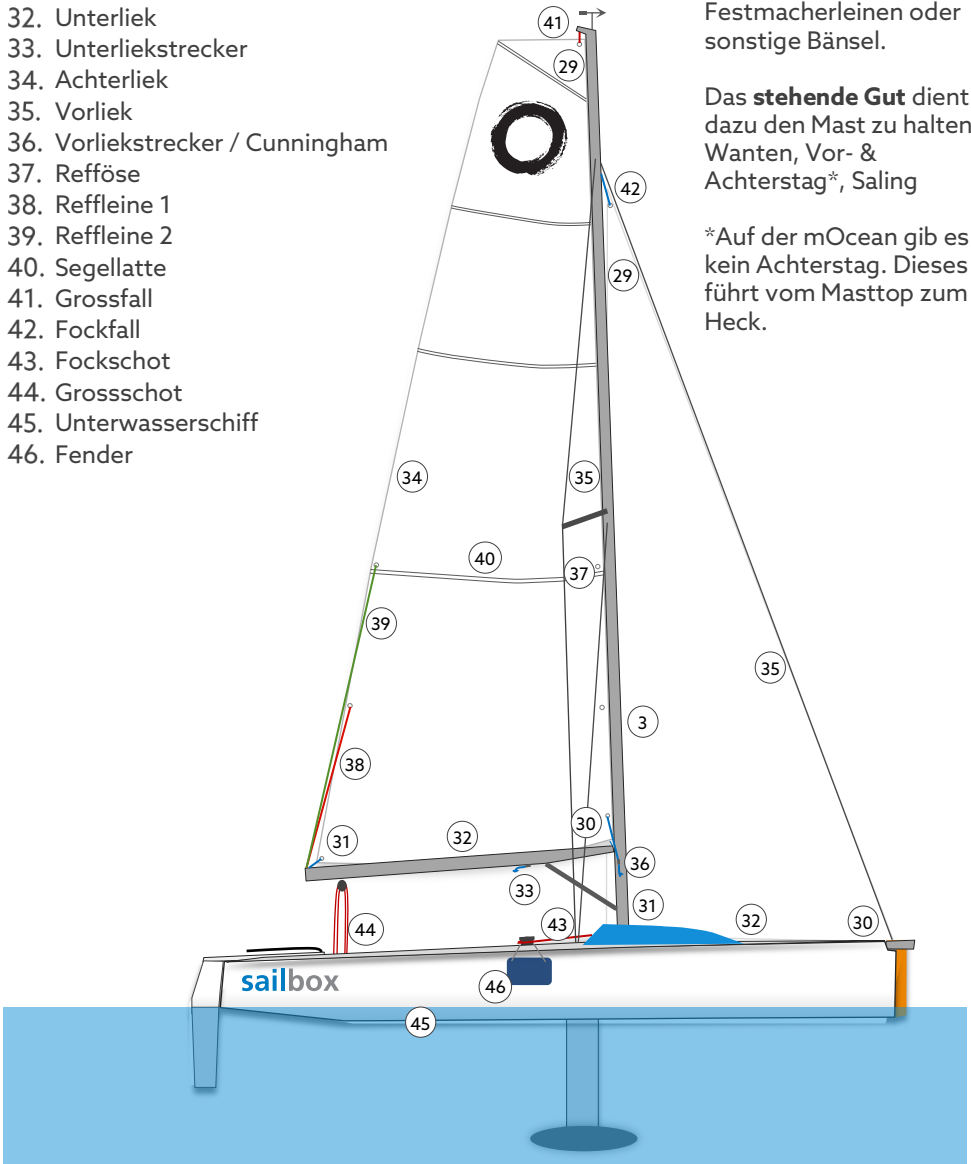 32. Unterliek
33. Unterliekstrecker
34. Achterliek
35. Vorliek
36. Vorliekstrecker / Cunningham
37. Refföse
38. Reffleine 1
39. Reffleine 2
40. Segellatte
41. Grossfall
42. Fockfall
43. Fockschot
44. Grossschot
45. Unterwasserschiff
46. Fender
Festmacherleinen oder
sonstige Bänsel.
Das stehende Gut dient
dazu den Mast zu halten
Wanten, Vor- &
Achterstag*, Saling
*Auf der mOcean gib es
kein Achterstag. Dieses
führt vom Masttop zum
Heck.
41
29
42
29
34
35
40
37
39
35
3
38
30
32
31
36
33
31
43
32
30
44
sailbox
46
45